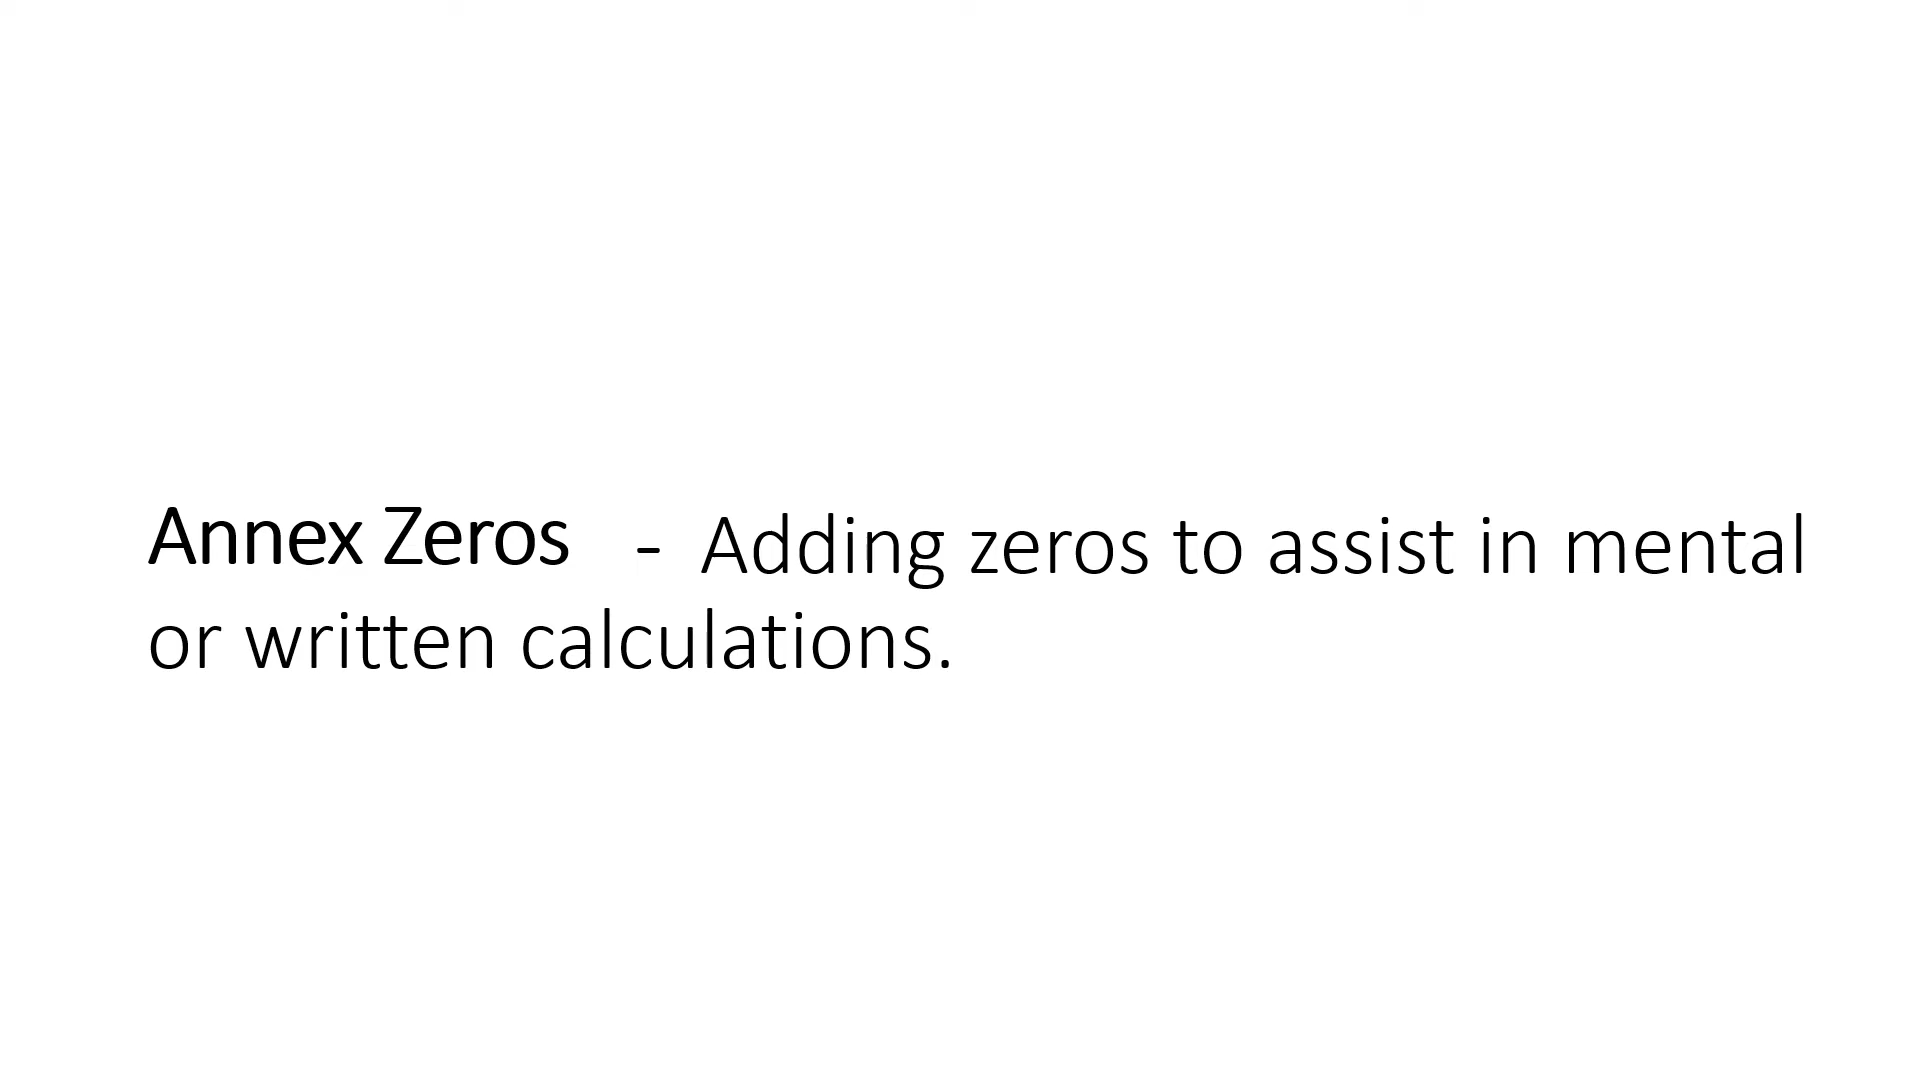 Annex Zeros - Adding zeros to assist in mental
or written calculations.